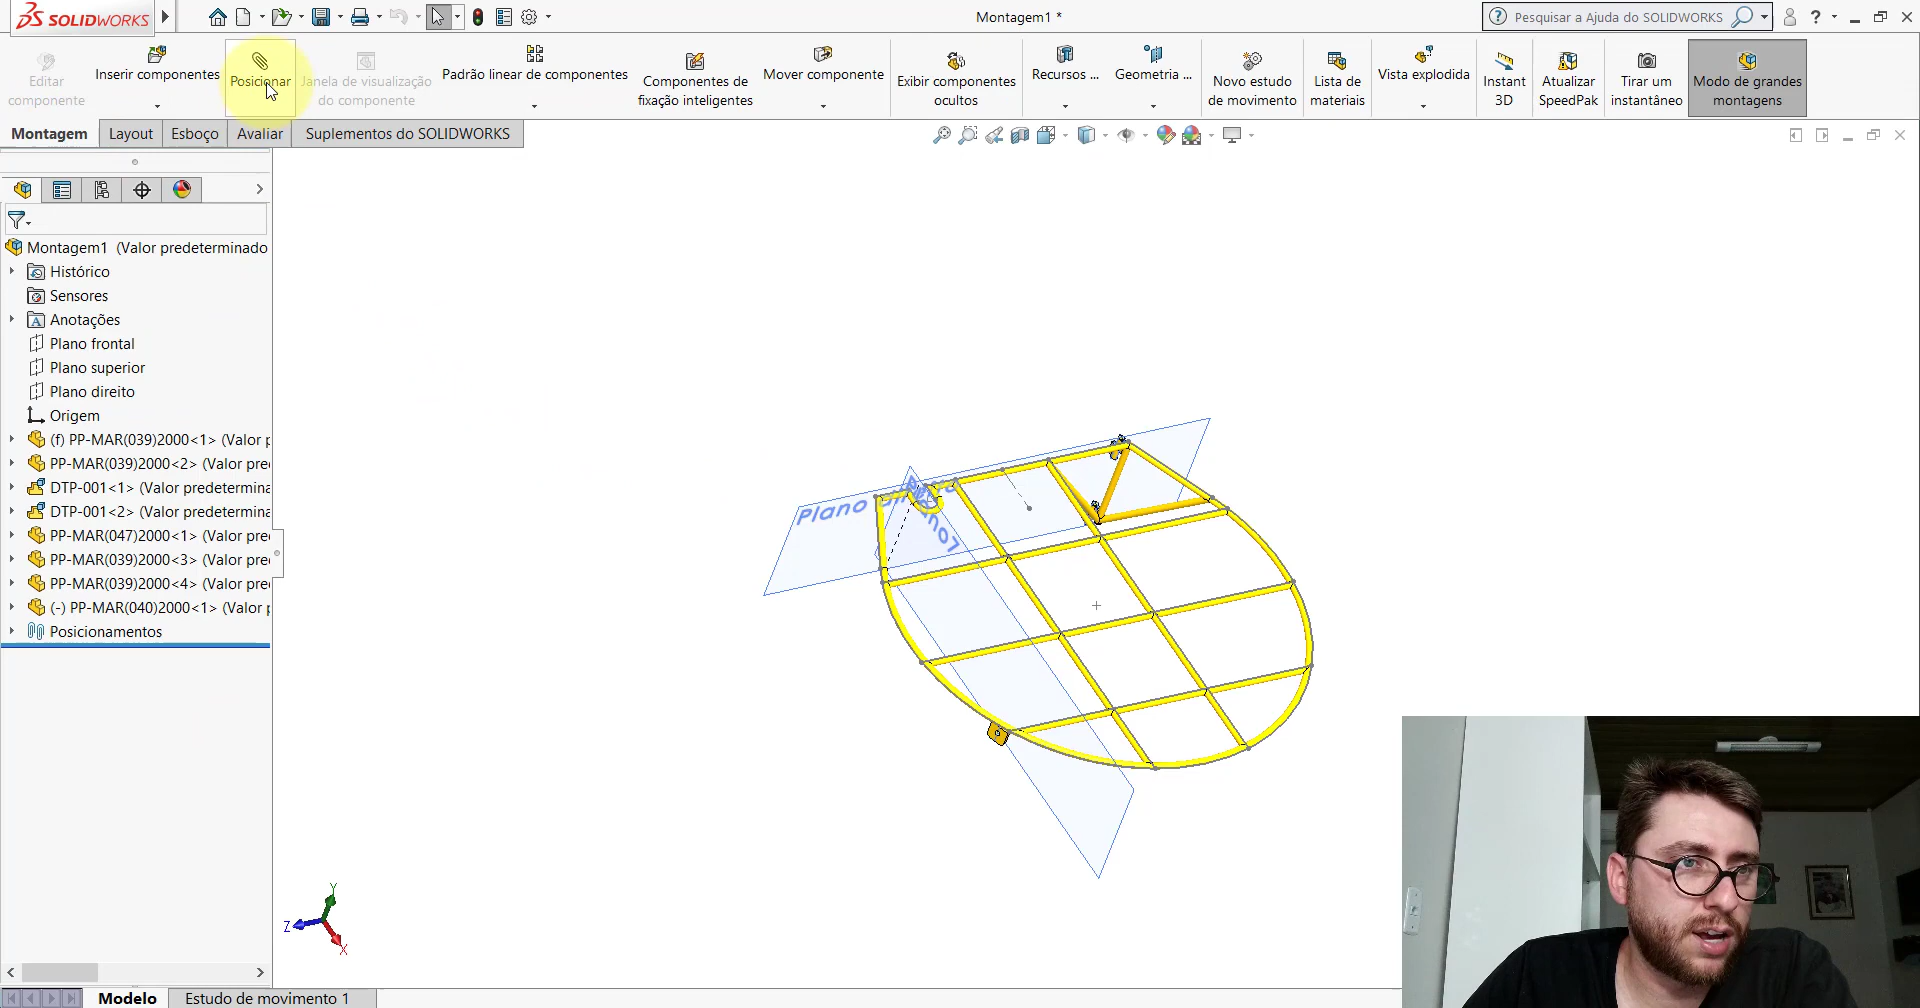 SOLIDWORKS
Montagem1 *
Pesquisar a Ajuda do SOLIDWORKS
?
Editar
componente
Inserir componentes
Posicionar
Janela de visualização
do componente
Padrão linear de componentes
Componentes de
fixação inteligentes
Mover componente
Exibir componentes
ocultos
Recursos ...
Geometria ...
Novo estudo
de movimento
Lista de
materiais
Vista explodida
Instant
3D
Atualizar
SpeedPak
Tirar um
instantâneo
Modo de grandes
montagens
Montagem
Layout
Esboço
Avaliar
Suplementos do SOLIDWORKS
Montagem1 (Valor predeterminado
Histórico
Sensores
Anotações
Plano frontal
Plano superior
Plano direito
Origem
(f) PP-MAR(039)2000<1> (Valor p
PP-MAR(039)2000<2> (Valor pre
DTP-001<1> (Valor predetermina
DTP-001<2> (Valor predetermina
PP-MAR(047)2000<1> (Valor pre
PP-MAR(039)2000<3> (Valor pre
PP-MAR(039)2000<4> (Valor pre
(-) PP-MAR(040)2000<1> (Valor p
Posicionamentos
Plano
Y
Z
X
Modelo
Estudo de movimento 1